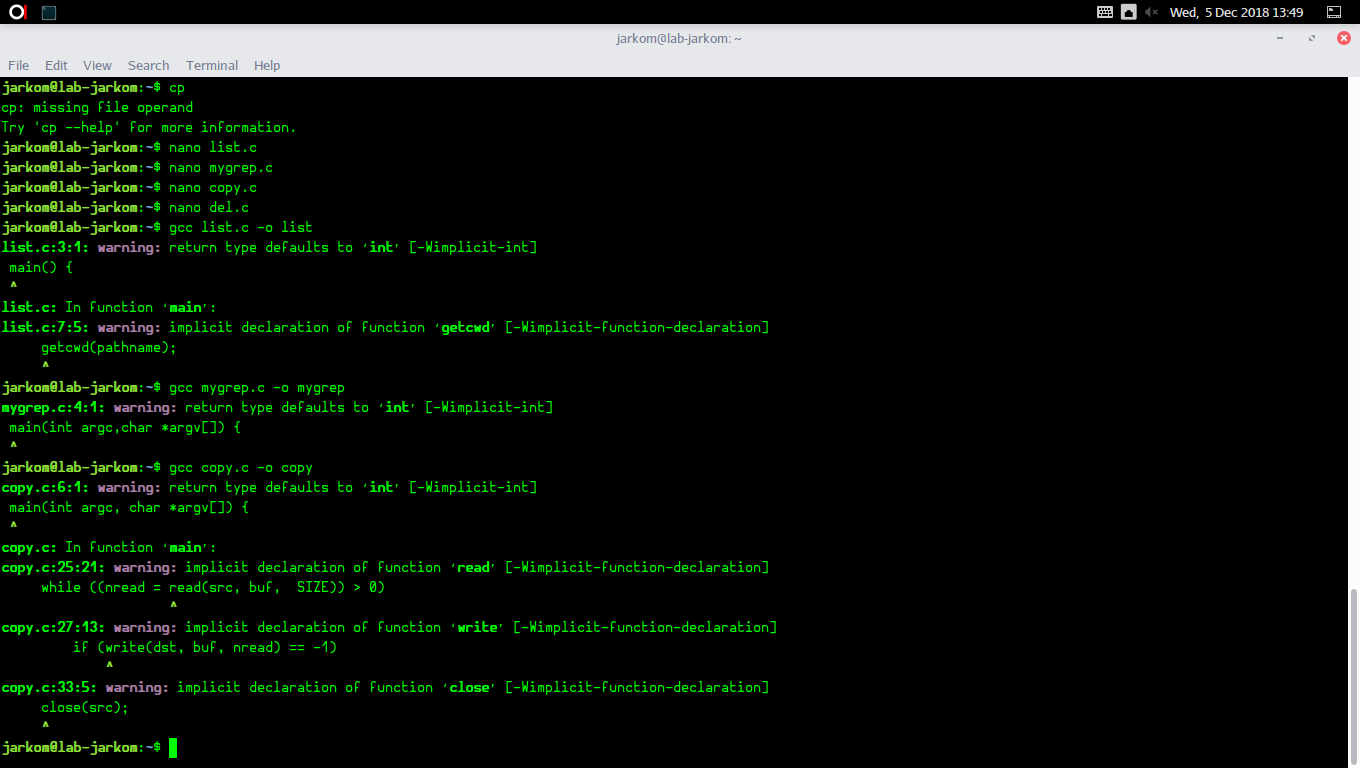 Wed, 5 Dec 2018 13:49
jarkom@lab-jarkom: ~
File Edit View Search Terminal Help
jarkom@lab-jarkom:~$ cp
cp: missing file operand
Try 'cp --help' for more information.
jarkom@lab-jarkom:~$ nano list.c
jarkom@lab-jarkom:~$ nano mygrep.c
jarkom@lab-jarkom:~$ nano copy.c
jarkom@lab-jarkom:~$ nano del.c
jarkom@lab-jarkom:~$ gcc list.c -o list
list.c:3:1: warning: return type defaults to ‘int’ [-Wimplicit-int]
 main() {
 ^
list.c: In function ‘main’:
list.c:7:5: warning: implicit declaration of function ‘getcwd’ [-Wimplicit-function-declaration]
     getcwd(pathname);
     ^
jarkom@lab-jarkom:~$ gcc mygrep.c -o mygrep
mygrep.c:4:1: warning: return type defaults to ‘int’ [-Wimplicit-int]
 main(int argc,char *argv[]) {
 ^
jarkom@lab-jarkom:~$ gcc copy.c -o copy
copy.c:6:1: warning: return type defaults to ‘int’ [-Wimplicit-int]
 main(int argc, char *argv[]) {
 ^
copy.c: In function ‘main’:
copy.c:25:21: warning: implicit declaration of function ‘read’ [-Wimplicit-function-declaration]
     while ((nread = read(src, buf,  SIZE)) > 0)
                     ^
copy.c:27:13: warning: implicit declaration of function ‘write’ [-Wimplicit-function-declaration]
         if (write(dst, buf, nread) == -1)
             ^
copy.c:33:5: warning: implicit declaration of function ‘close’ [-Wimplicit-function-declaration]
     close(src);
     ^
jarkom@lab-jarkom:~$